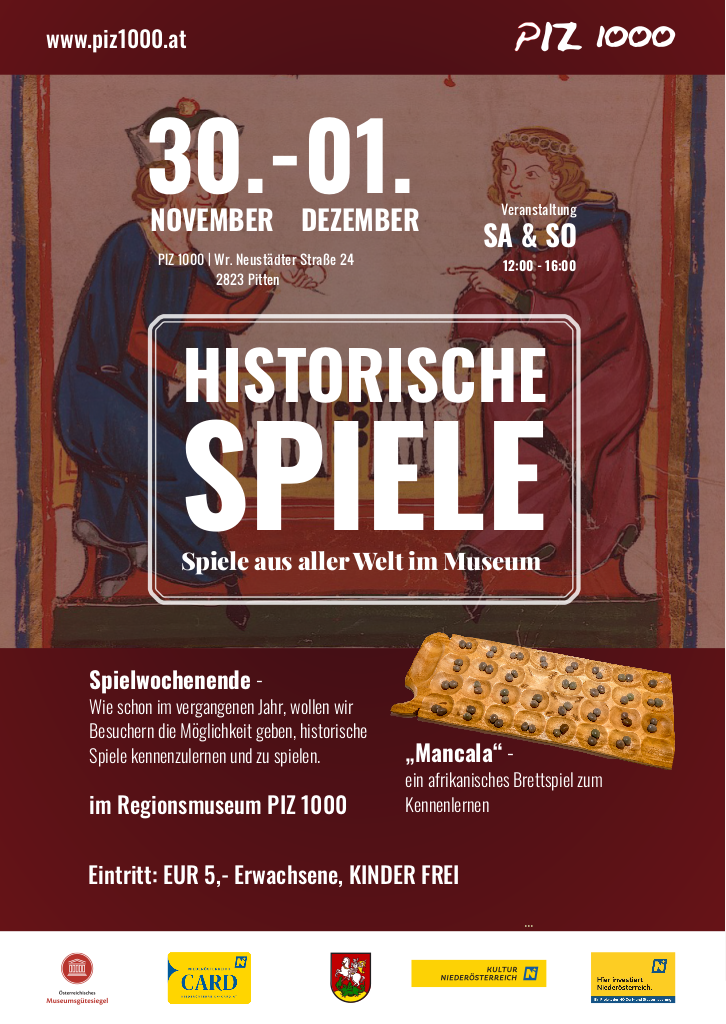 www.piz1000.at
PIZ 1000
30.-01.
NOVEMBER DEZEMBER
PIZ 1000 | Wr. Neustädter Straße 24
2823 Pitten
Veranstaltung
SA & SO
12:00 - 16:00
HISTORISCHE
SPIELE
Spiele aus aller Welt im Museum
Spielwochenende -
Wie schon im vergangenen Jahr, wollen wir
Besuchern die Möglichkeit geben, historische
Spiele kennenzulernen und zu spielen.
im Regionsmuseum PIZ 1000
„Mancala“ -
ein afrikanisches Brettspiel zum
Kennenlernen
Eintritt: EUR 5,- Erwachsene, KINDER FREI
...
Österreichisches
Museumsgütesiegel
CARD
KULTUR
NIEDERÖSTERREICH
Hier investiert
Niederösterreich.